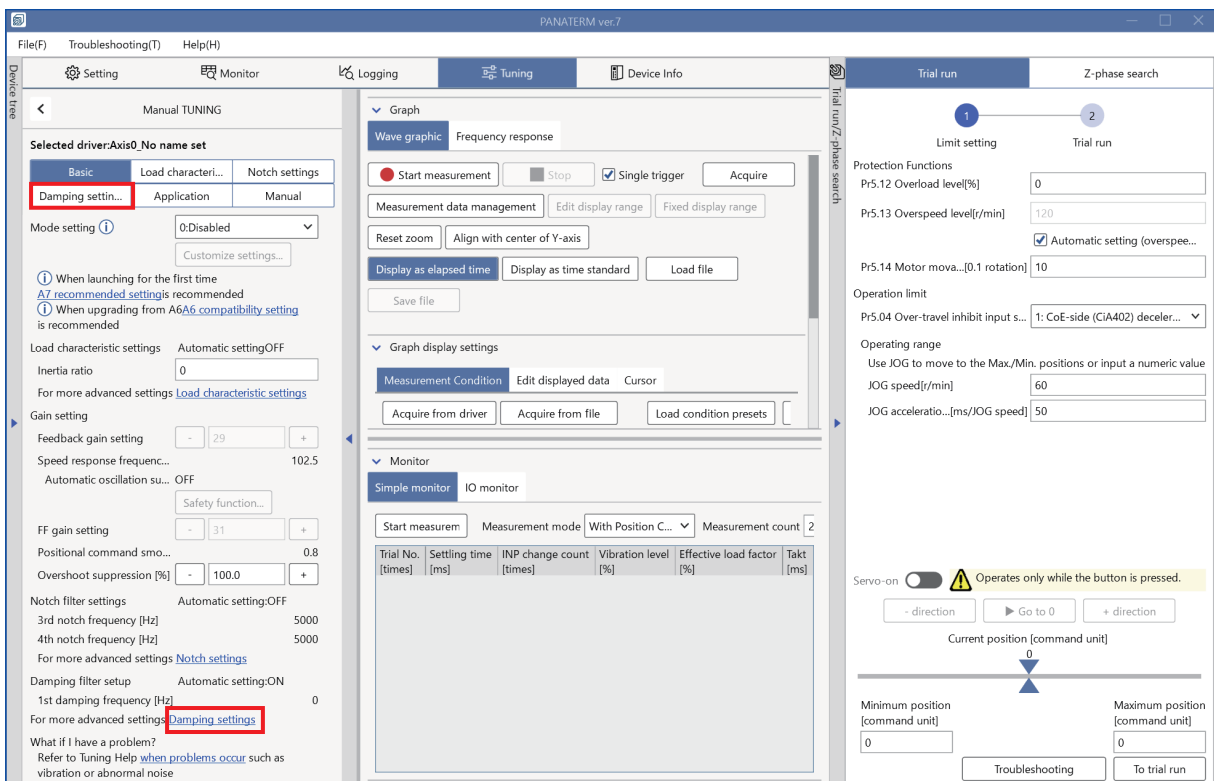 PANATERM ver.7
File(F) Troubleshooting(T) Help(H)
Device tree
Setting Monitor Logging Tuning Device Info
Manual TUNING
Selected driver:Axis0_No name set
Basic Load characteri... Notch settings
Damping settin... Application Manual
Mode setting 0:Disabled
Customize settings...
When launching for the first time
A7 recommended settingis recommended
When upgrading from A6A6 compatibility setting
is recommended
Load characteristic settings Automatic settingOFF
Inertia ratio 0
For more advanced settings Load characteristic settings
Gain setting
Feedback gain setting - 29 +
Speed response frequenc... 102.5
Automatic oscillation su... OFF
Safety function...
FF gain setting - 31 +
Positional command smo... 0.8
Overshoot suppression [%] - 100.0 +
Notch filter settings Automatic setting:OFF
3rd notch frequency [Hz] 5000
4th notch frequency [Hz] 5000
For more advanced settings Notch settings
Damping filter setup Automatic setting:ON
1st damping frequency [Hz] 0
For more advanced settings Damping settings
What if I have a problem?
Refer to Tuning Help when problems occur such as
vibration or abnormal noise
Graph
Wave graphic Frequency response
Start measurement Stop Single trigger Acquire
Measurement data management Edit display range Fixed display range
Reset zoom Align with center of Y-axis
Display as elapsed time Display as time standard Load file
Save file
Graph display settings
Measurement Condition Edit displayed data Cursor
Acquire from driver Acquire from file Load condition presets
Monitor
Simple monitor IO monitor
Start measurem Measurement mode With Position C... Measurement count 2
Trial No. Settling time INP change count Vibration level Effective load factor Takt
[times] [ms] [times] [%] [%] [ms]
Trial run/Z-phase search
Trial run Z-phase search
1 2
Limit setting Trial run
Protection Functions
Pr5.12 Overload level[%] 0
Pr5.13 Overspeed level[r/min] 120
Automatic setting (overspee...
Pr5.14 Motor mova...[0.1 rotation] 10
Operation limit
Pr5.04 Over-travel inhibit input s... 1: CoE-side (CiA402) deceler...
Operating range
Use JOG to move to the Max./Min. positions or input a numeric value
JOG speed[r/min] 60
JOG acceleratio...[ms/JOG speed] 50
Servo-on Operates only while the button is pressed.
- direction Go to 0 + direction
Current position [command unit]
0
Minimum position Maximum position
[command unit] [command unit]
0 0
Troubleshooting To trial run